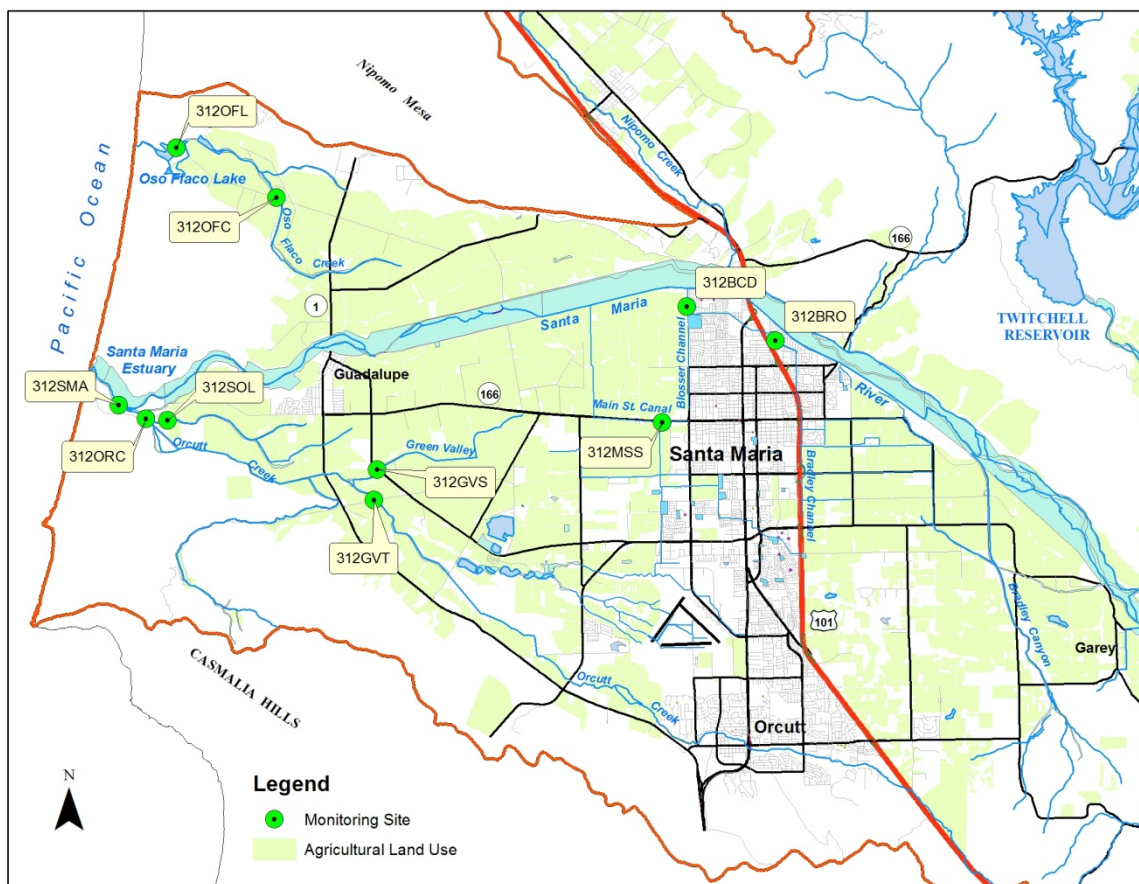 Nipomo Mesa
312OFL
Oso Flaco Lake
312OFC
Oso Flaco Creek
Pacific Ocean
Nipomo Creek
166
312BCD
312BRO
TWITCHELL
RESERVOIR
1
Santa Maria River
Santa Maria
Estuary
312SMA
312SOL
Guadalupe
166
Blosser Channel
Main St. Canal
312ORC
Orcutt
Creek
Green Valley
312MSS
Santa Maria
312GVS
312GVT
Bradley Channel
101
Bradley Canyon
Garey
CASMALIA HILLS
Orcutt
Creek
Orcutt
N
Legend
Monitoring Site
Agricultural Land Use